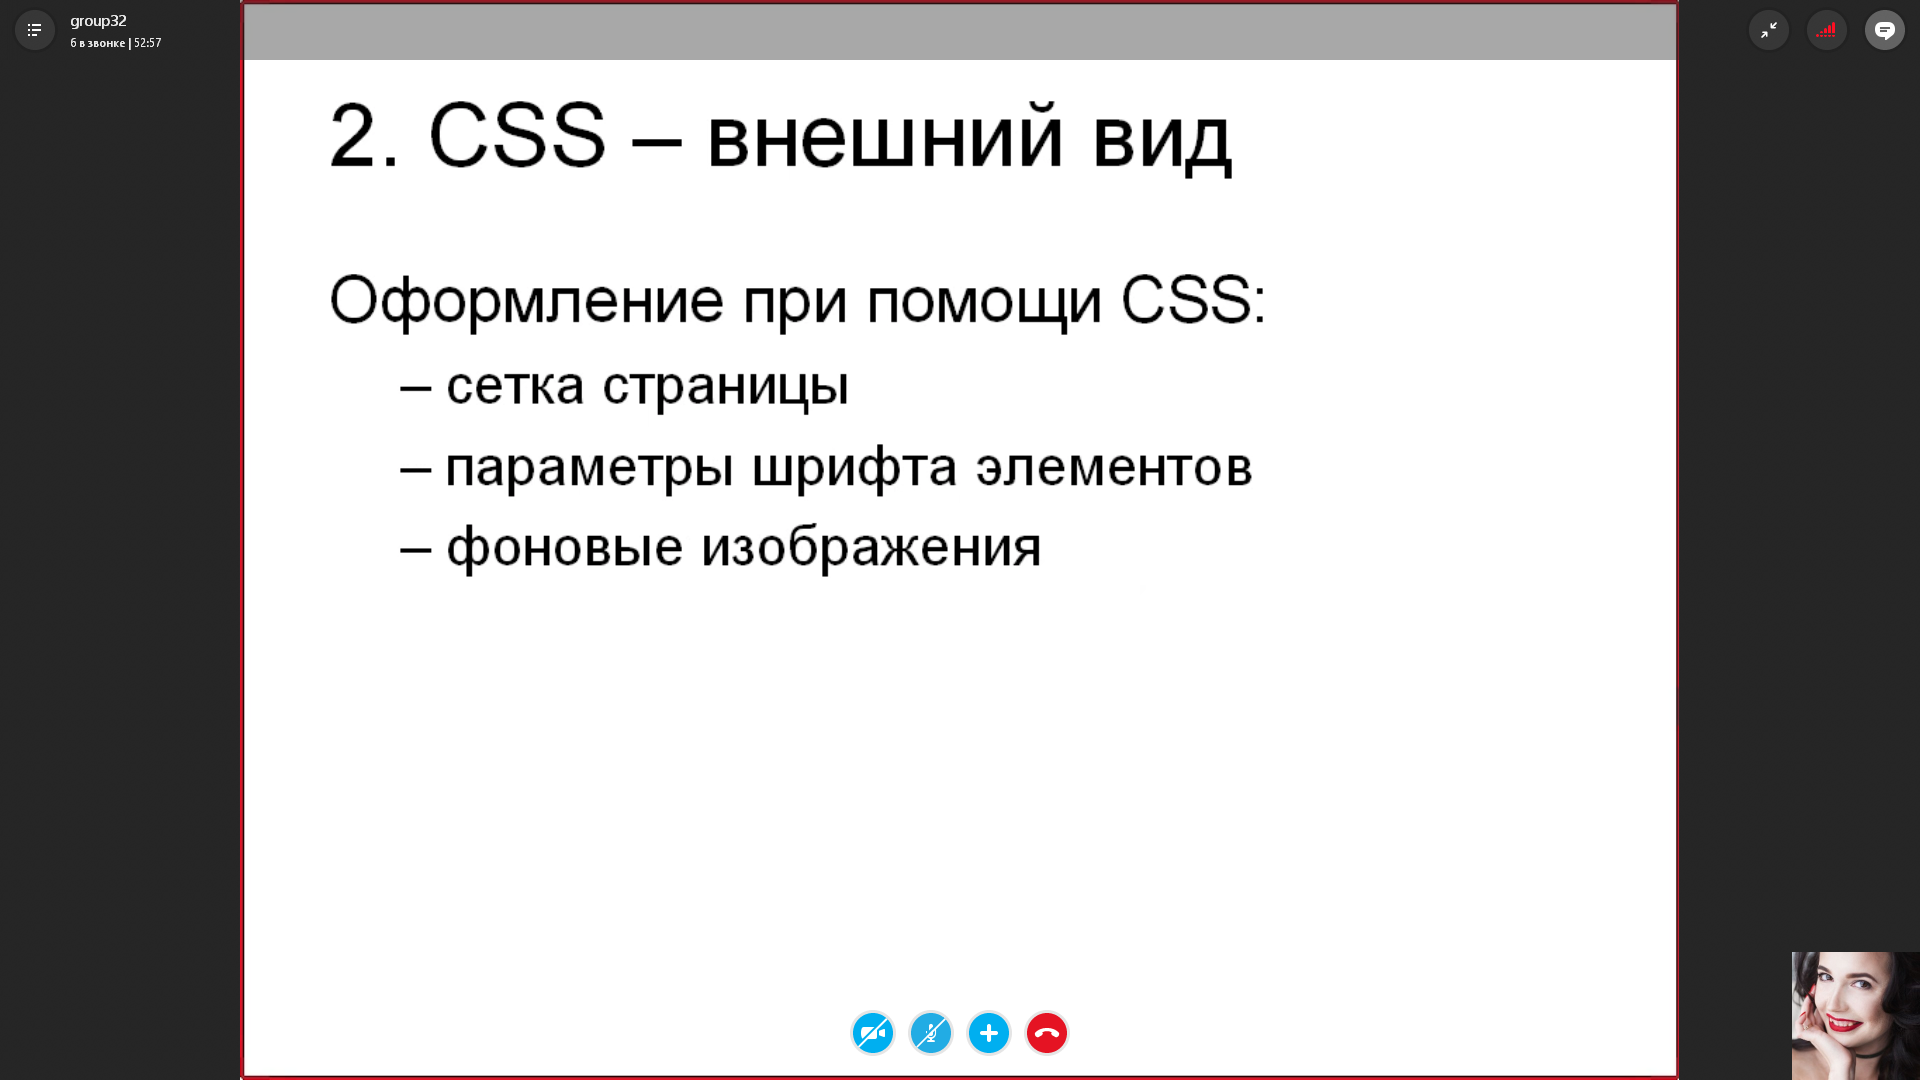 group32
6 в звонке | 52:57
2. CSS – внешний вид
Оформление при помощи CSS:
– сетка страницы
– параметры шрифта элементов
– фоновые изображения